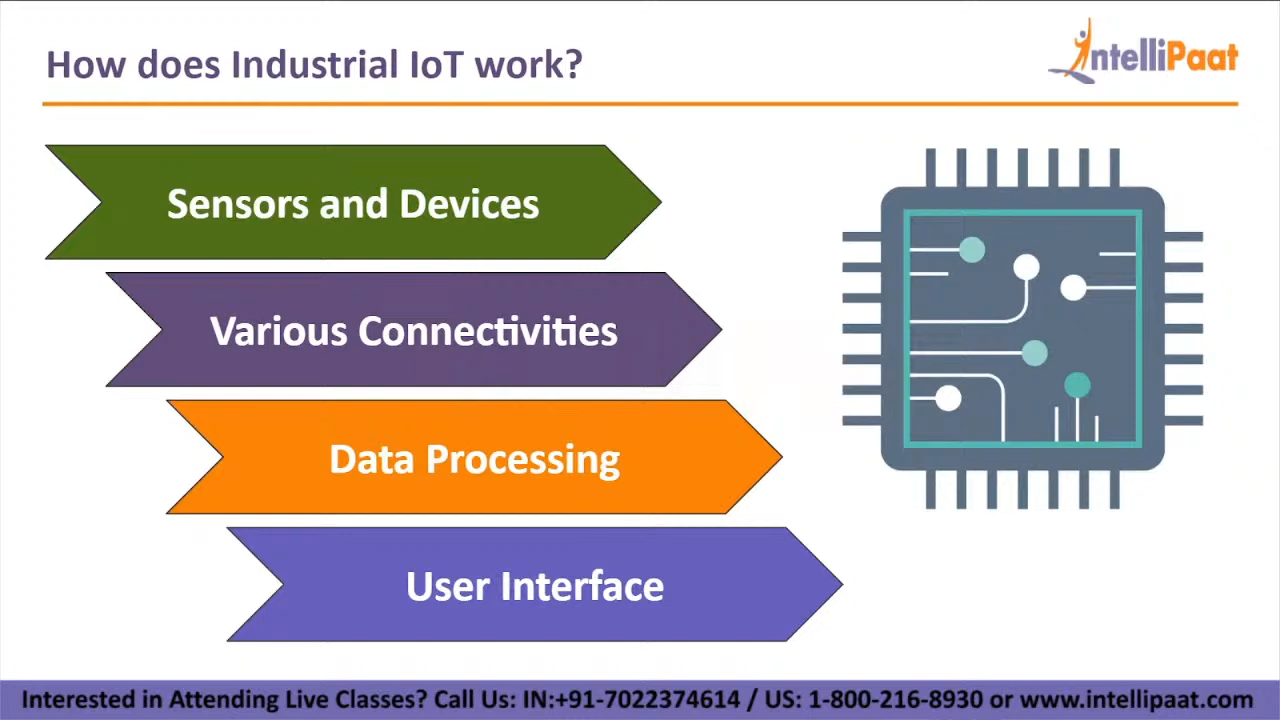 How does Industrial IoT work?
IntelliPaat
Sensors and Devices
Various Connectivities
Data Processing
User Interface
Interested in Attending Live Classes? Call Us: IN:+91-7022374614 / US: 1-800-216-8930 or www.intellipaat.com